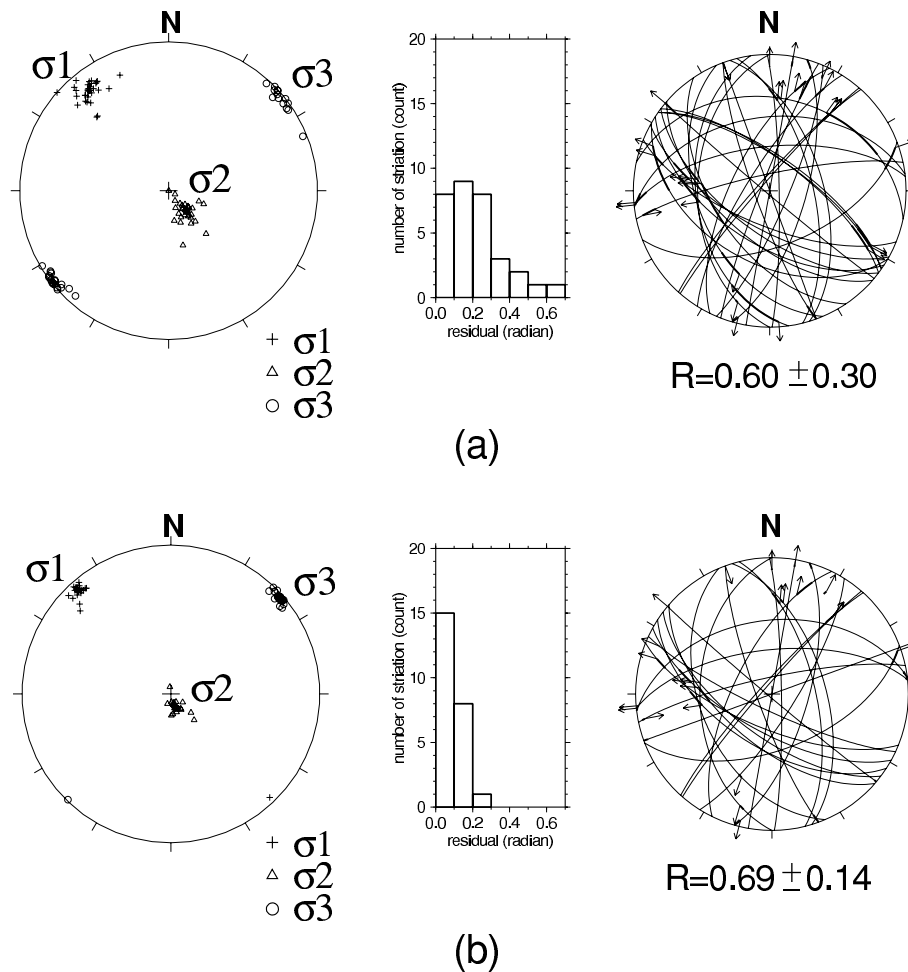 N
σ1
σ3
σ2
+ σ1
△ σ2
○ σ3
20
15
10
5
0
number of striation (count)
0.0 0.2 0.4 0.6
residual (radian)
N
R=0.60 ±0.30
(a)
N
σ1
σ3
σ2
+ σ1
△ σ2
○ σ3
20
15
10
5
0
number of striation (count)
0.0 0.2 0.4 0.6
residual (radian)
N
R=0.69 ±0.14
(b)